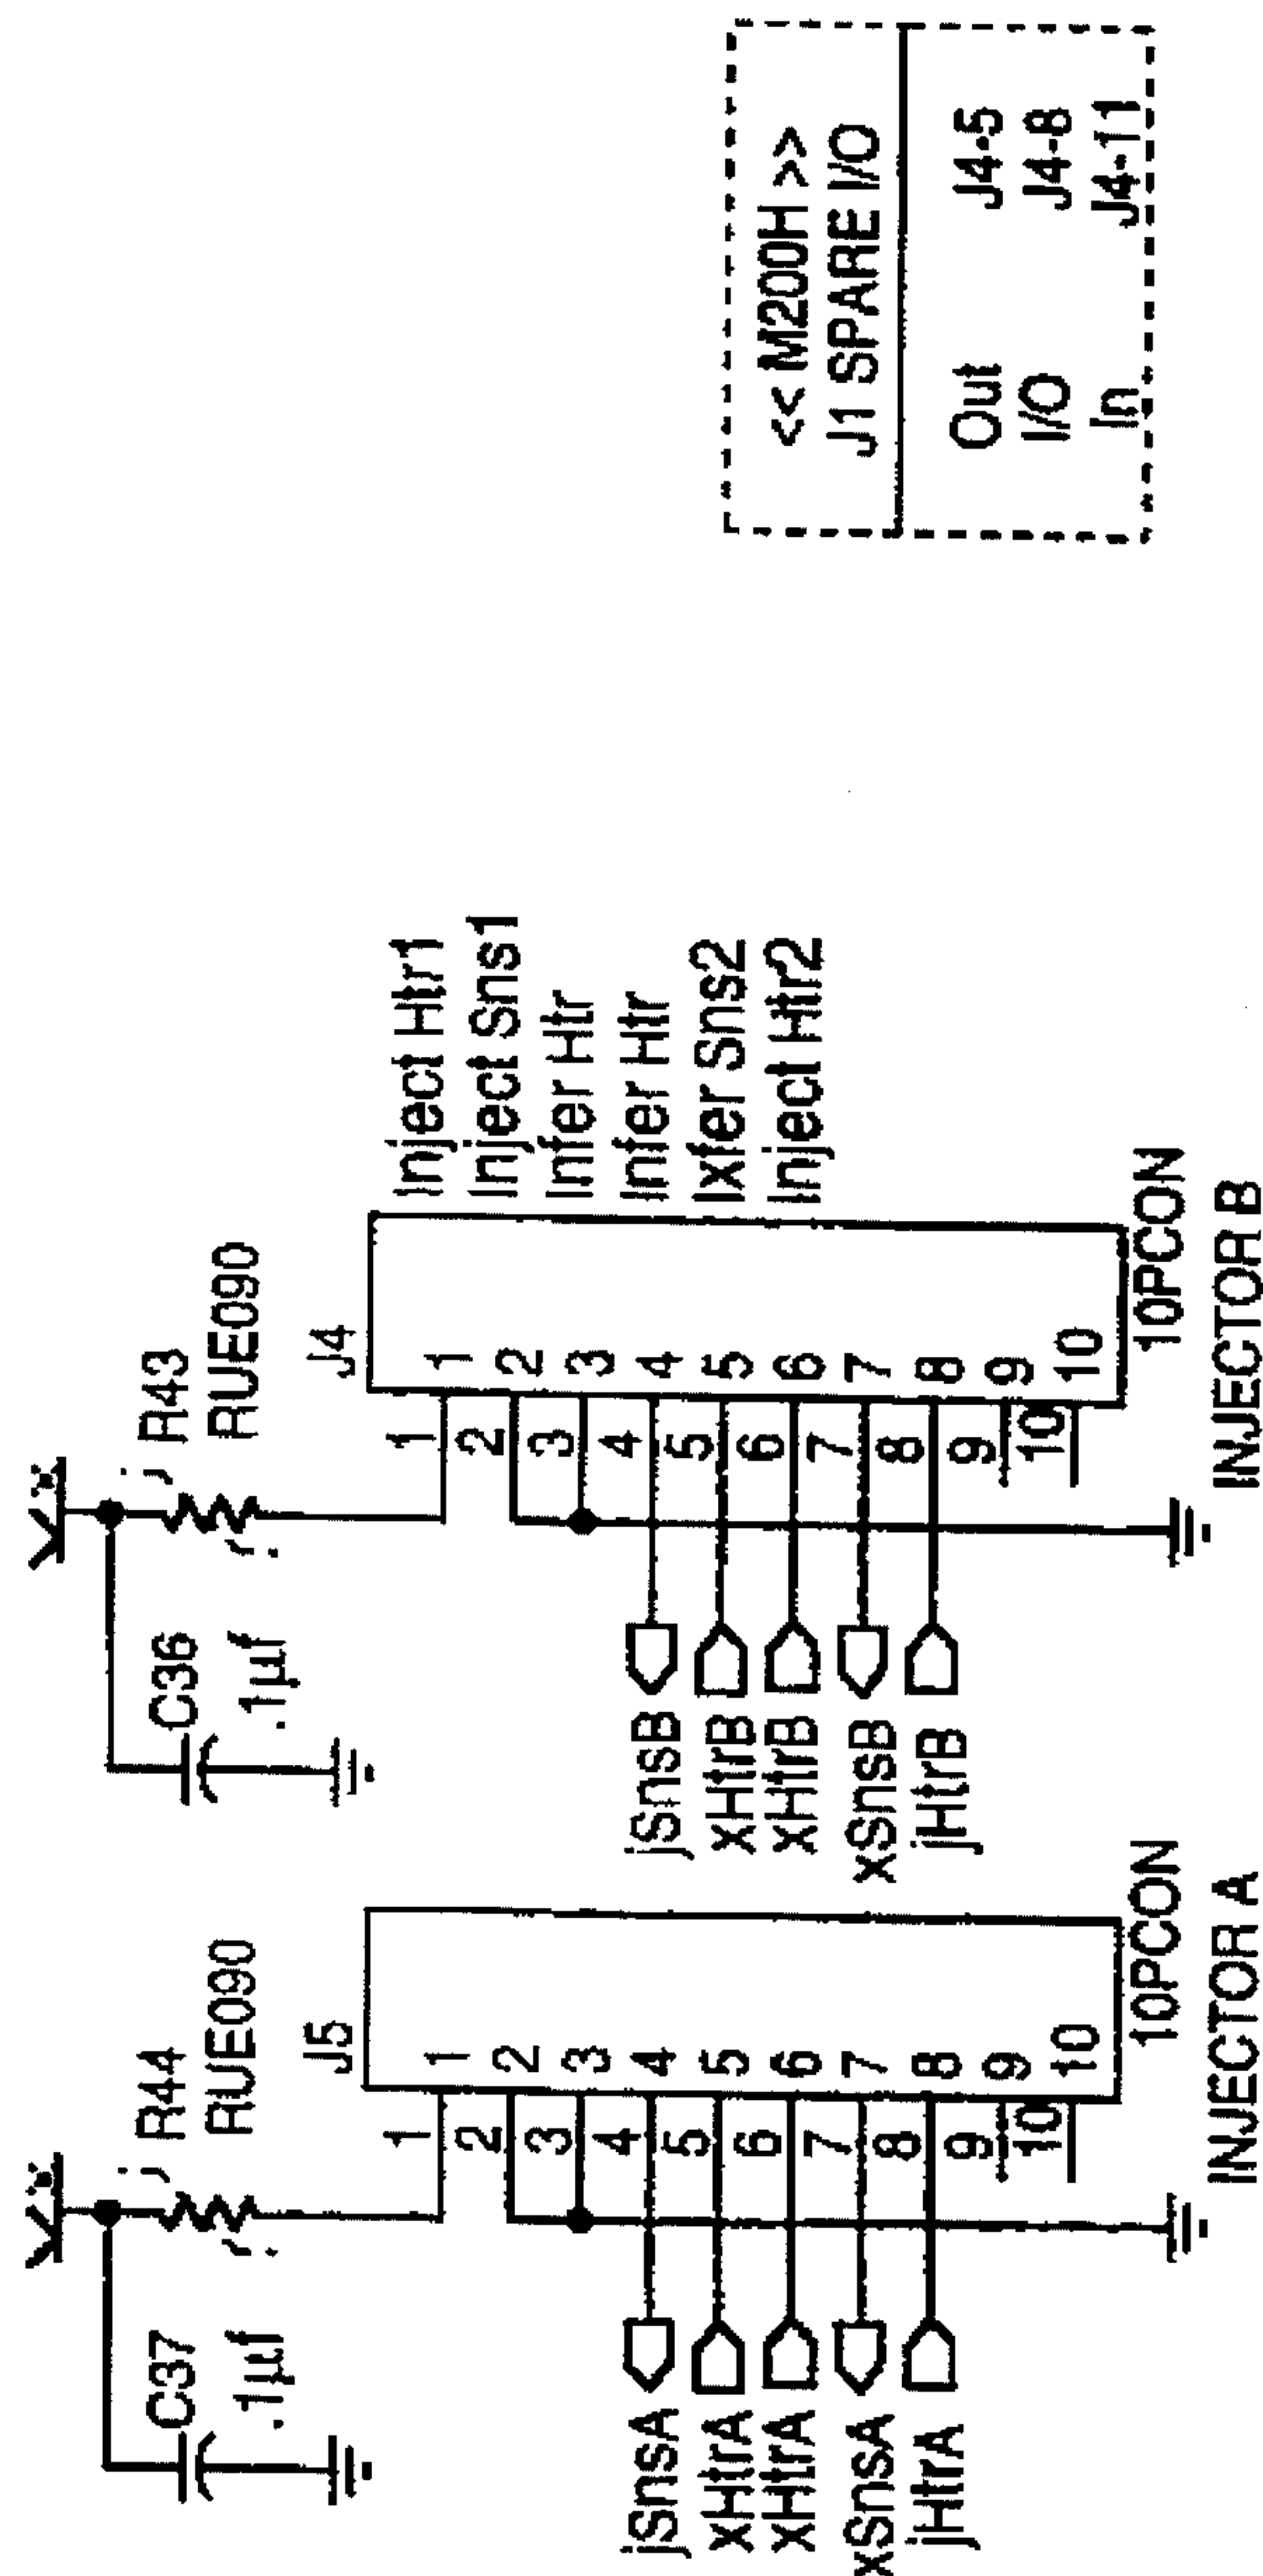 R44
RUE090
C37
.1µf
J5
1 1
2 2
3 3
jSnsA 4 4
xHtrA 5 5
xHtrA 6 6
xSnsA 7 7
jHtrA 8 8
9 9
10 10
10PCON
INJECTOR A
R43
RUE090
C36
.1µf
J4
1 1 Inject Htr1
2 2 Inject Sns1
3 3 Infer Htr
jSnsB 4 4 Infer Htr
xHtrB 5 5 Ixfer Sns2
xHtrB 6 6 Inject Htr2
xSnsB 7 7
jHtrB 8 8
9 9
10 10
10PCON
INJECTOR B
<< M200H >>
J1 SPARE I/O
Out J4-5
I/O J4-8
In J4-11